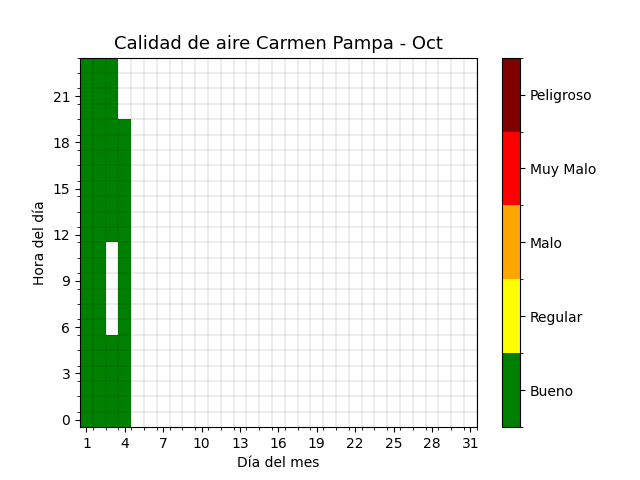 Calidad de aire Carmen Pampa - Oct
Hora del día
21
18
15
12
9
6
3
0
1 4 7 10 13 16 19 22 25 28 31
Día del mes
Peligroso
Muy Malo
Malo
Regular
Bueno